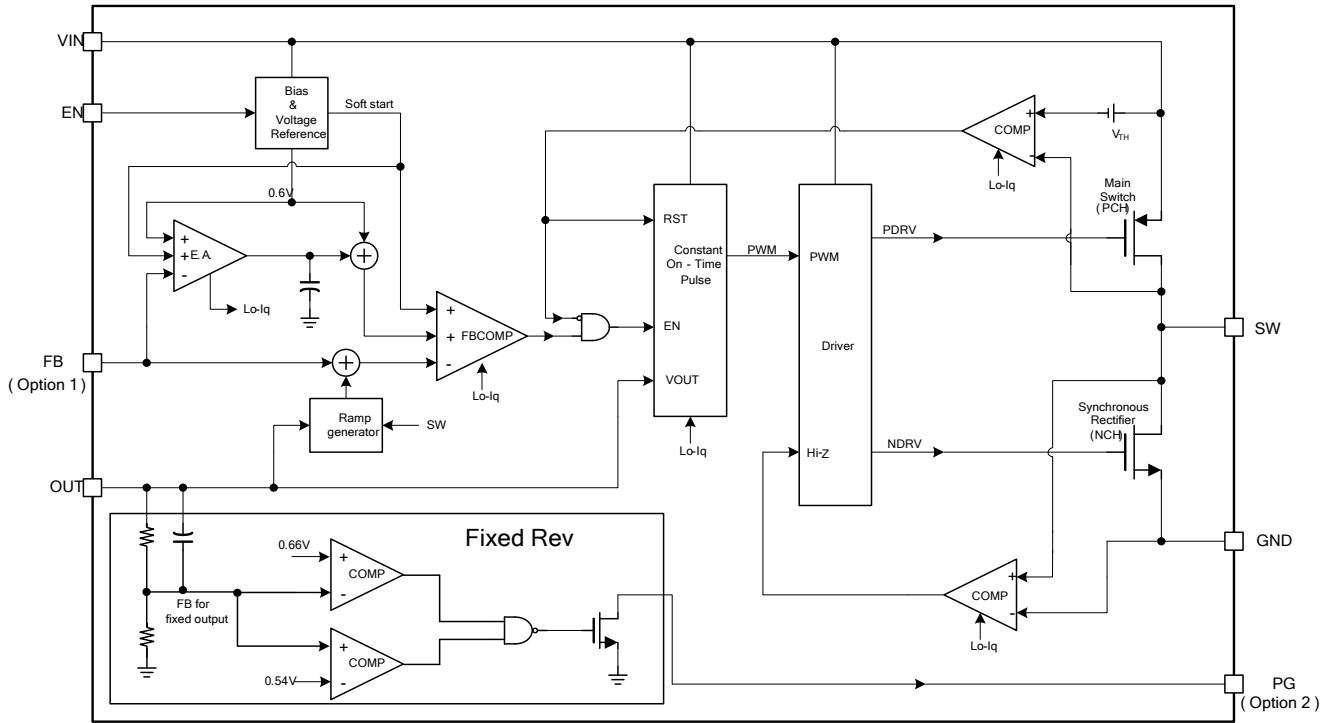 VIN
EN
Bias
&
Voltage
Reference
Soft start
0.6V
+
+ E.A.
-
Lo-Iq
+
FB
( Option 1 )
+
Ramp
generator
SW
+
+ FBCOMP
-
Lo-Iq
RST
Constant
On - Time
Pulse
EN
VOUT
Lo-Iq
PWM
PWM
Driver
Hi-Z
PDRV
NDRV
+
COMP
-
Lo-Iq
VTH
Main
Switch
( PCH )
SW
Synchronous
Rectifier
(NCH)
GND
+
COMP
-
Lo-Iq
OUT
Fixed Rev
0.66V
+
COMP
-
FB for
fixed output
+
COMP
-
0.54V
PG
( Option 2 )